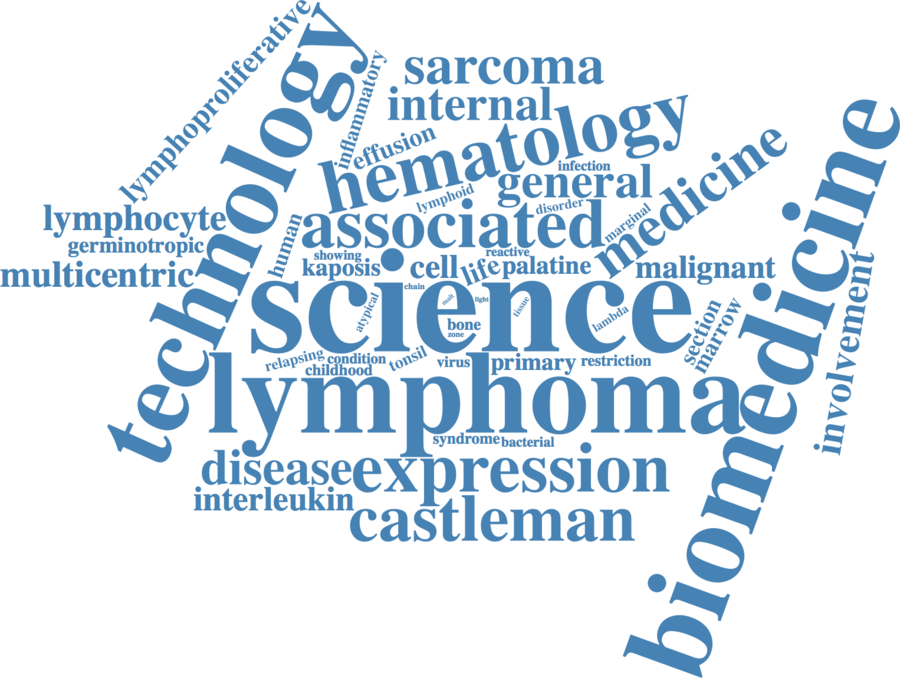 lymphoproliferative
technology
inflammatory
sarcoma
internal
effusion
hematology
infection
general
medicine
biomedicine
lymphoid
disorder
marginal
lymphocyte
germinotropic
multicentric
human
associated
showing
kaposis
cell
life
reactive
palatine
malignant
involvement
science
chain
malt
light
tissue
atypical
bone
zone
lambda
section
marrow
relapsing
condition
childhood
tonsil
virus
primary
restriction
lymphoma
syndrome
bacterial
disease
expression
interleukin
castleman